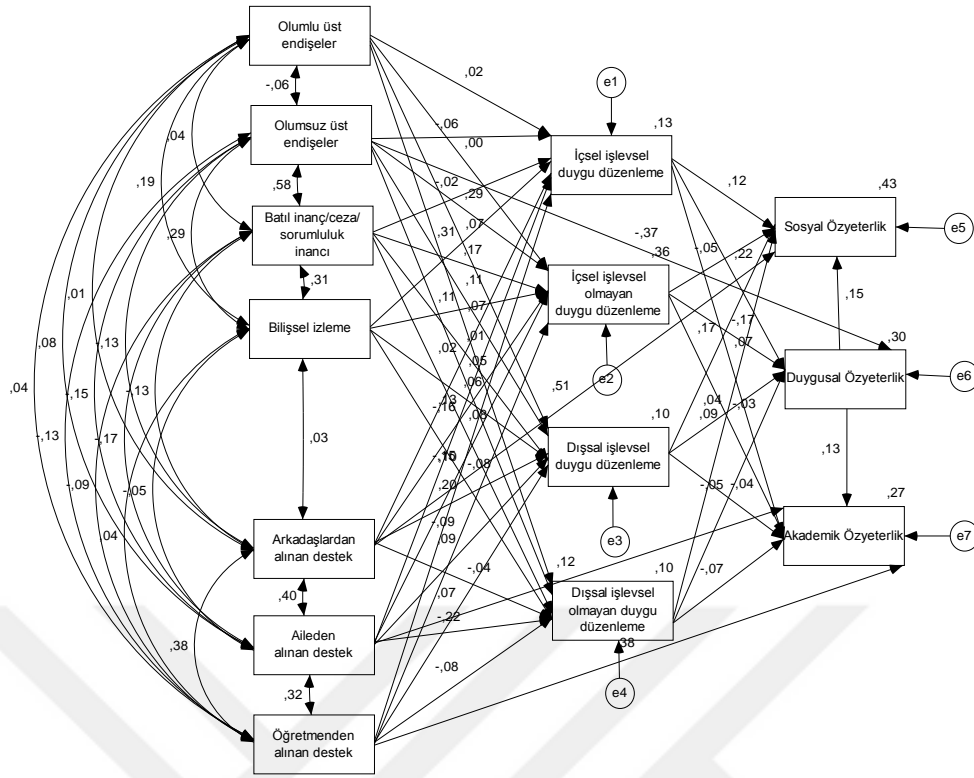 Olumlu üst
endişeler
,02
e1
-,06
,13
Olumsuz üst
endişeler
-,06
,00
İçsel işlevsel
duygu düzenleme
,04
,19
,58
-,02
,29
,12
,43
Batıl inanç/ceza/
sorumluluk
inancı
,31
,07
-,37
Sosyal Özyeterlik
e5
,29
,17
,36
-,05
,22
,31
,11
İçsel işlevsel
olmayan
duygu düzenleme
,01
,11
,07
,15
Bilişsel izleme
,01
,17
-,17
,07
,30
,08
-,13
,02
,05
e2
Duygusal Özyeterlik
e6
,04
-,13
,06
,51
,04
-,03
-,15
,13
-,16
,08
,10
,09
-,13
-,17
,03
Dışsal işlevsel
duygu düzenleme
,13
-,09
-,05
-,08
,20
-,05
-,04
,27
,04
Arkadaşlardan
alınan destek
-,09
,09
e3
Akademik Özyeterlik
e7
-,04
,12
,10
-,07
,40
,07
Dışsal işlevsel
olmayan duygu
düzenleme
,38
Aileden
alınan destek
-,22
,38
,32
-,08
e4
Öğretmenden
alınan destek